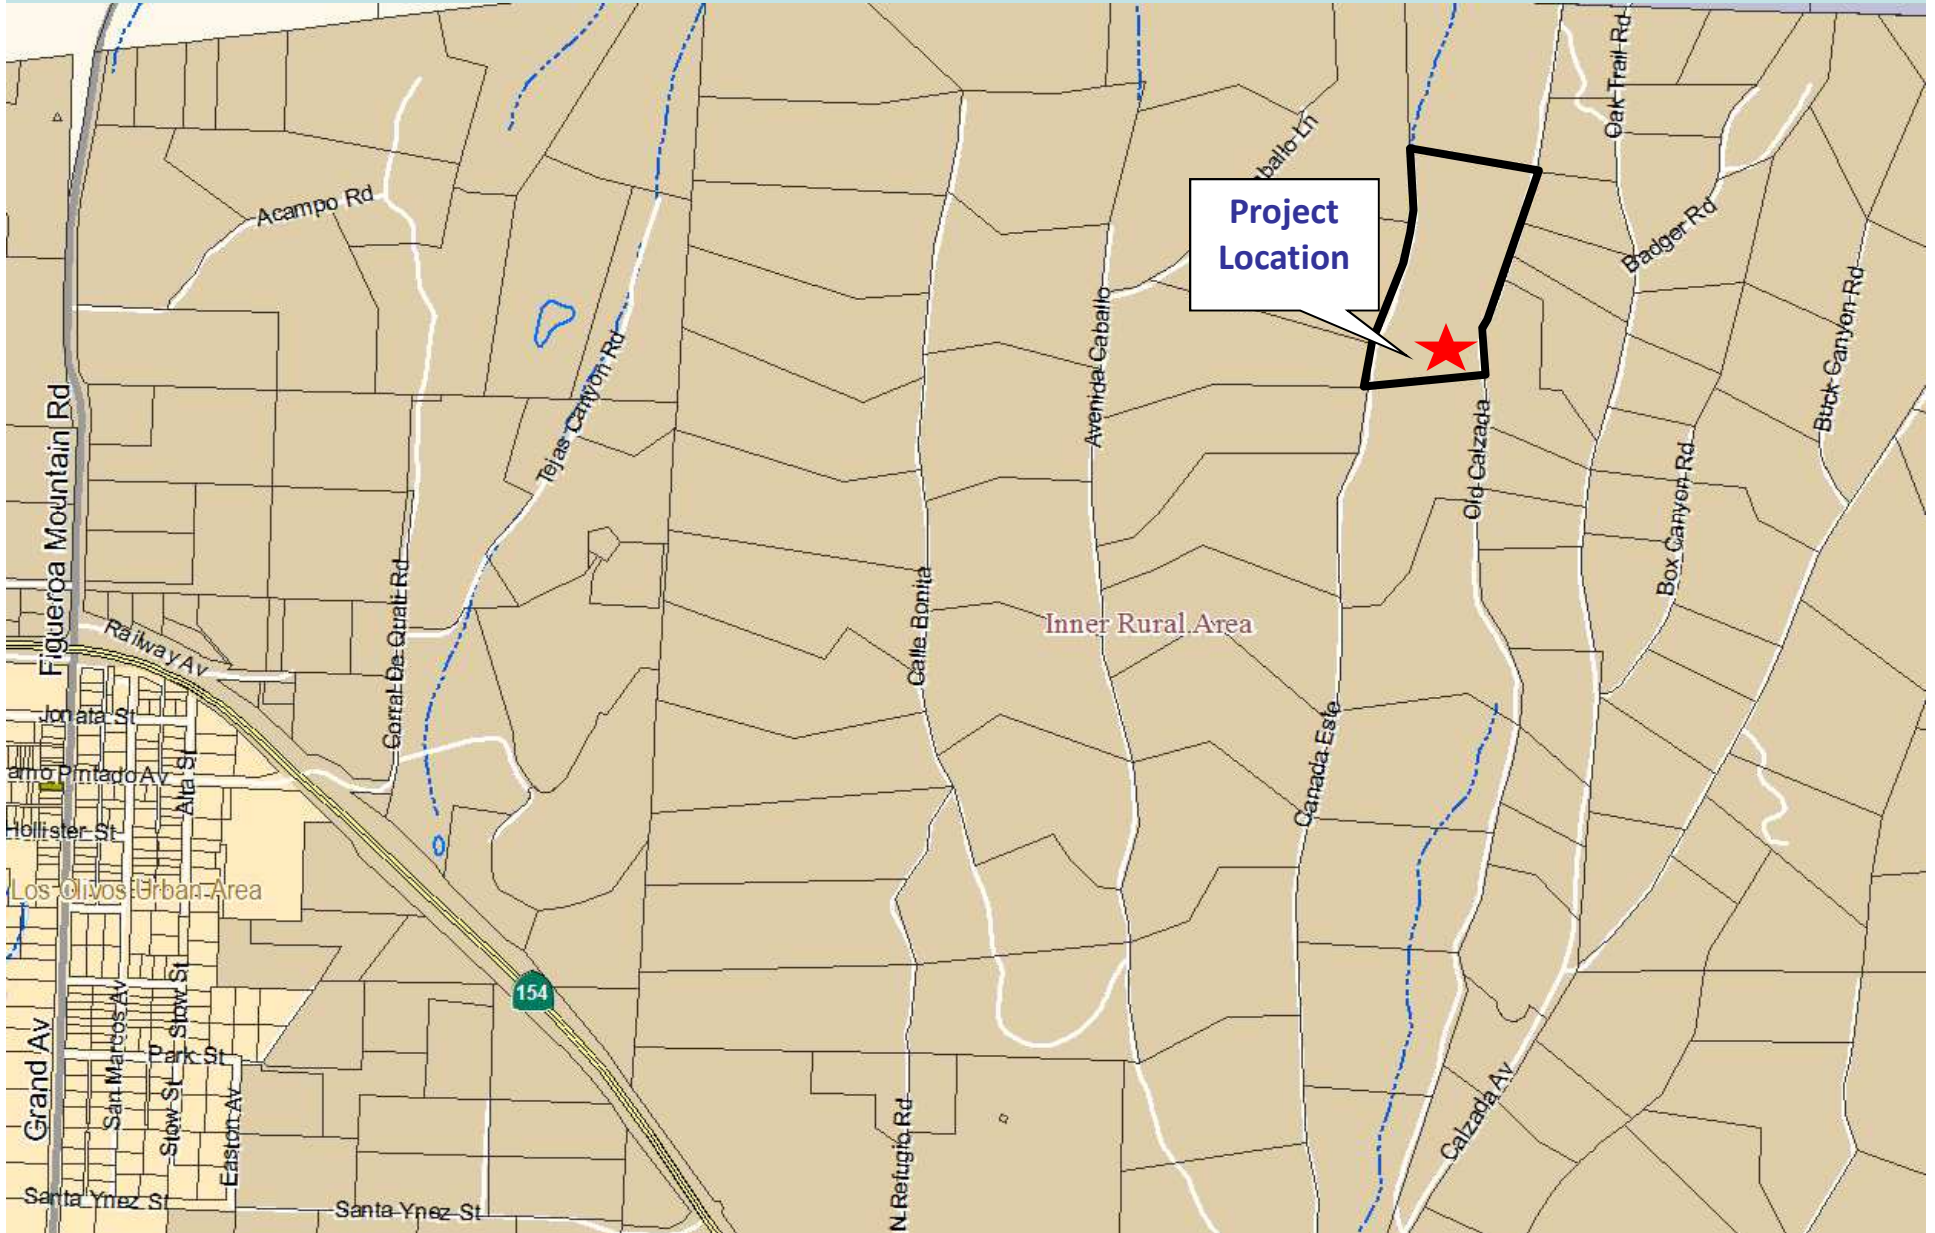 Oak Trail Rd
aballo Ln
Acampo Rd
Project
Location
Badger Rd
Buck Canyon Rd
Avenida Caballo
Tejas Canyon Rd
Figueroa Mountain Rd
Old Calzada
Box Canyon Rd
Corral De Quati Rd
Calle Bonita
Inner Rural Area
Railway Av
Jonata St
Canada Este
amo Pintado Av
Alta St
Hollister St
Los Olivos Urban Area
154
San Marcos Av
Stow St
Grand Av
Park St
Stow St
Easton Av
Calzada Av
N Refugio Rd
Santa Ynez St
Santa Ynez St